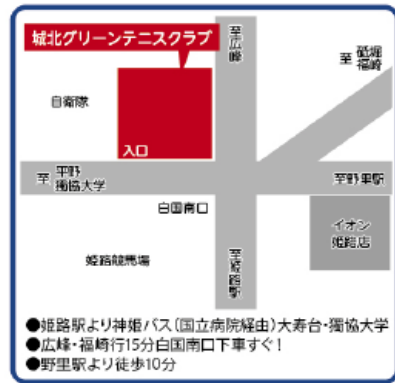 城北グリーンテニスクラブ
至広峰
至 砥堀
福崎
自衛隊
入口
至 平野
獨協大学
至野里駅
白国南口
至姫路駅
イオン
姫路店
姫路競馬場
●姫路駅より神姫バス(国立病院経由)大寿台・獨協大学
●広峰・福崎行15分白国南口下車すぐ!
●野里駅より徒歩10分